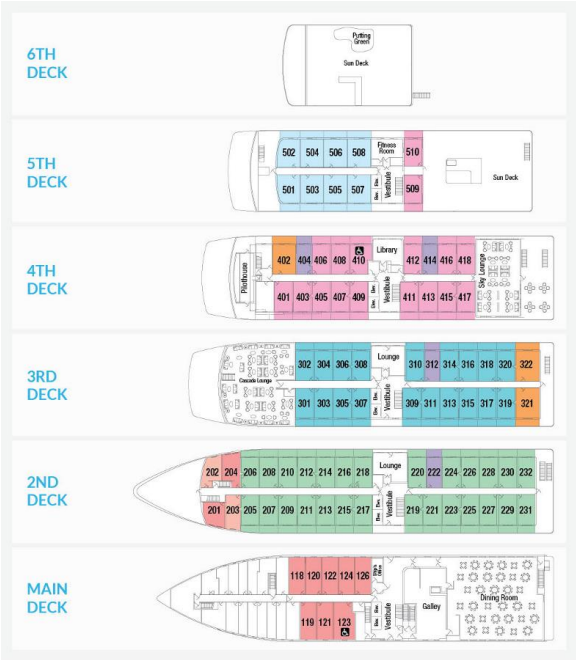 6TH
DECK
Putting
Green
Sun Deck
5TH
DECK
502 504 506 508
Fitness
Room
510
501 503 505 507
Elev.
Elev.
Vestibule
509
Sun Deck
4TH
DECK
Pilothouse
402 404 406 408 410
Library
412 414 416 418
401 403 405 407 409
Elev.
Elev.
Vestibule
411 413 415 417
Sky Lounge
3RD
DECK
Cascade Lounge
302 304 306 308
Lounge
310 312 314 316 318 320 322
301 303 305 307
Elev.
Elev.
Vestibule
309 311 313 315 317 319 321
2ND
DECK
202 204 206 208 210 212 214 216 218
Lounge
220 222 224 226 228 230 232
201 203 205 207 209 211 213 215 217
Elev.
Elev.
Vestibule
219 221 223 225 227 229 231
MAIN
DECK
118 120 122 124 126
Office
119 121 123
Elev.
Elev.
Vestibule
Galley
Dining Room